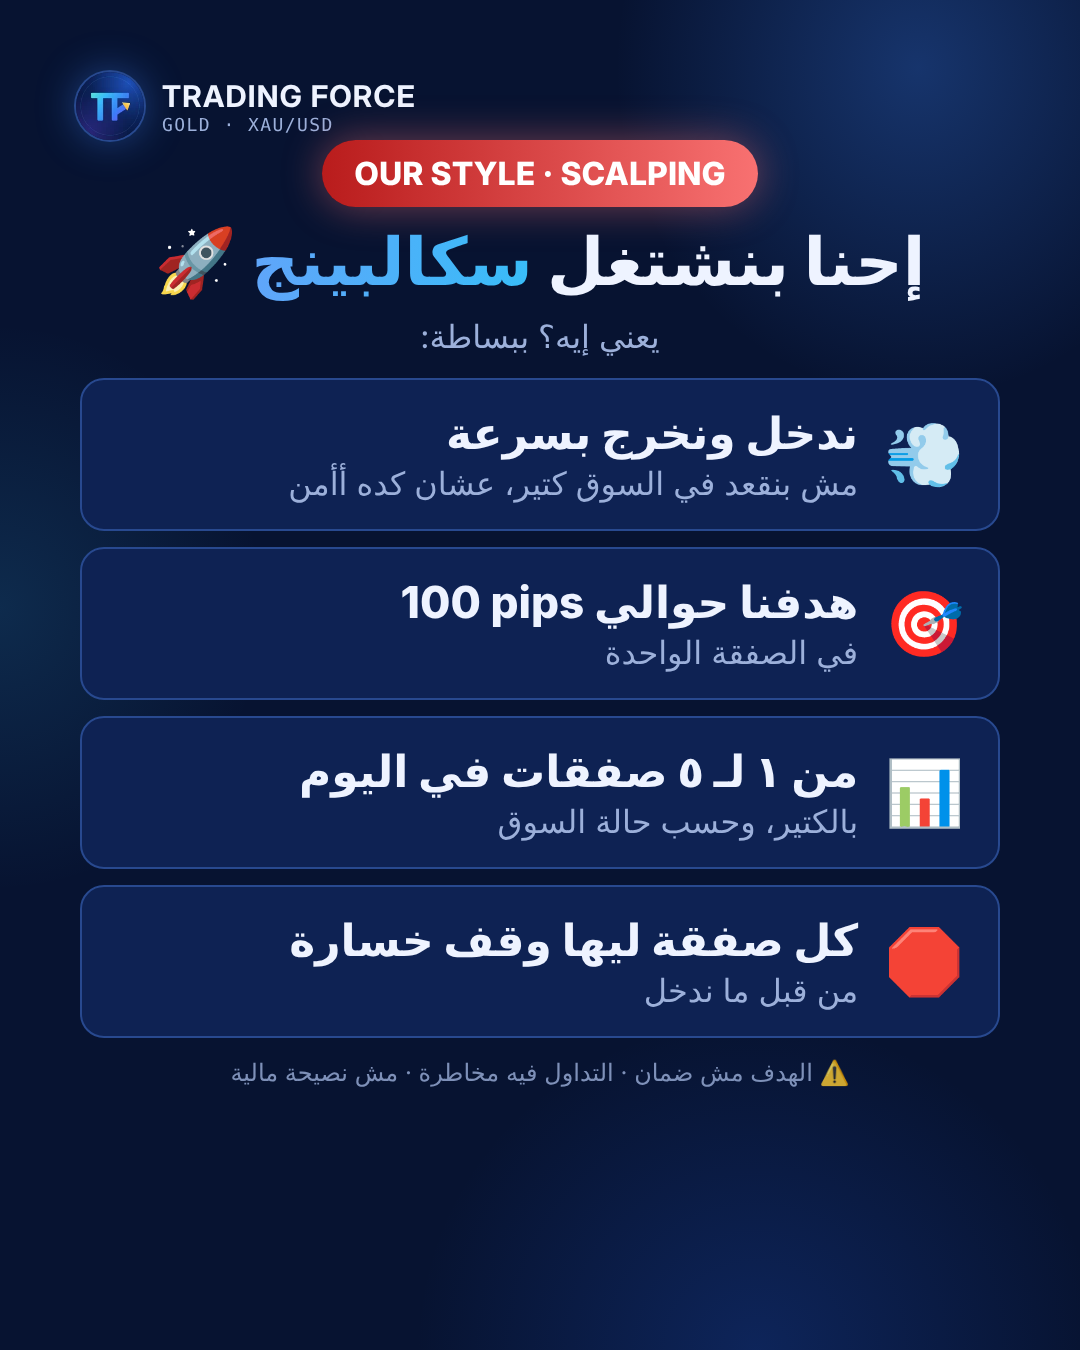 TRADING FORCE
GOLD · XAU/USD
OUR STYLE · SCALPING
إحنا بنشتغل سكالبينج 🚀
يعني إيه؟ ببساطة:
ندخل ونخرج بسرعة
مش بنقعد في السوق كتير، عشان كده أأمن
هدفنا حوالي 100 pips
في الصفقة الواحدة
من ١ لـ ٥ صفقات في اليوم
بالكتير، وحسب حالة السوق
كل صفقة ليها وقف خسارة
من قبل ما ندخل
⚠️ الهدف مش ضمان · التداول فيه مخاطرة · مش نصيحة مالية